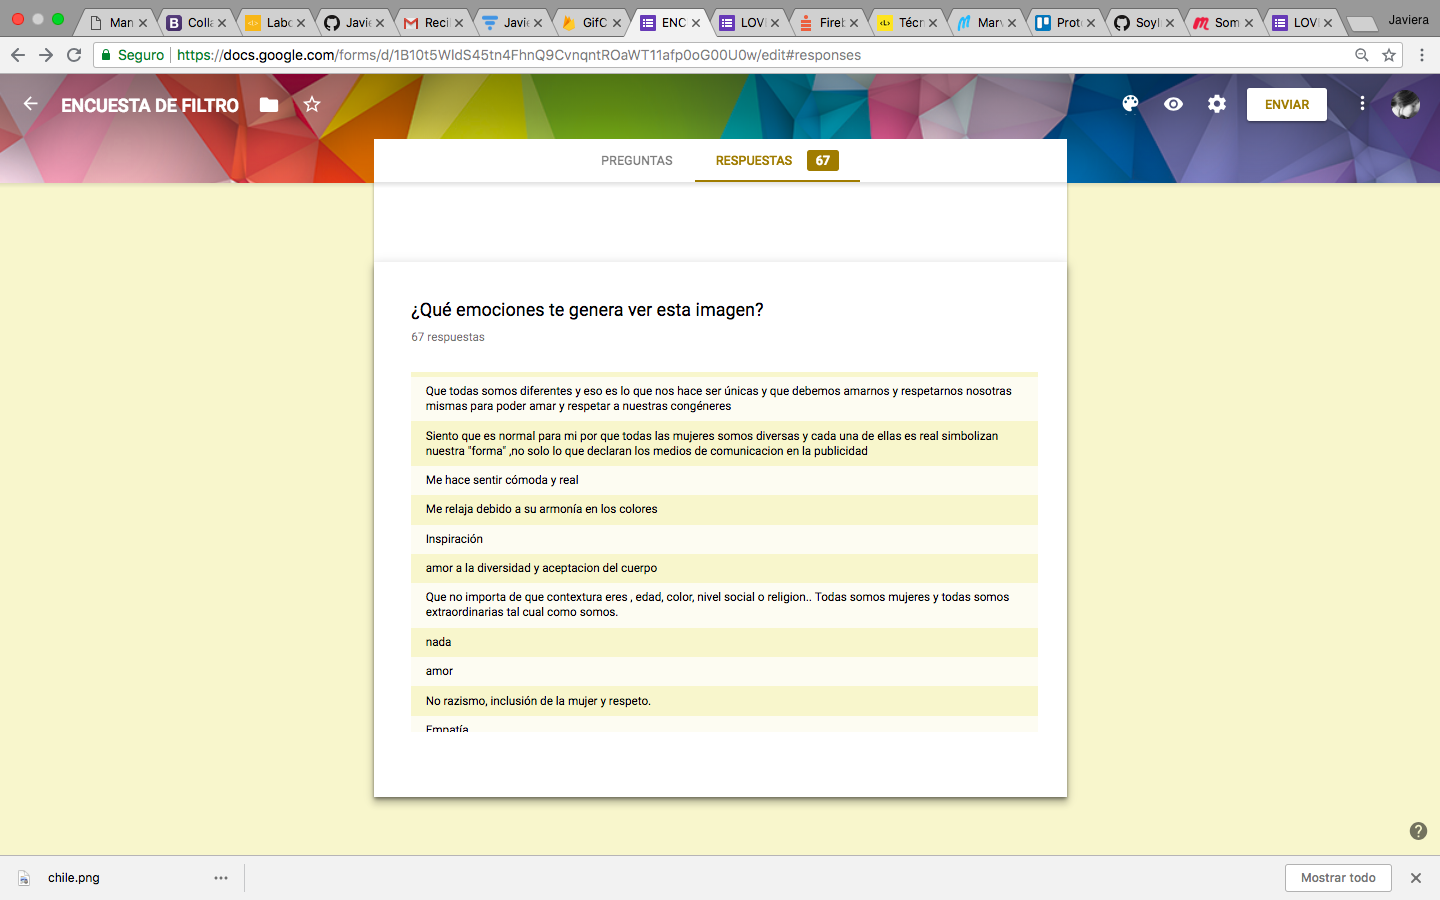 Man
Colla
Labo
Javie
Recil
Javie
GifC
ENC
LOVI
Fireb
Técn
Marv
Prote
Soyl
Som
LOVI
Javiera
Seguro
https://docs.google.com/forms/d/1B10t5WldS45tn4FhnQ9CvnqntROaWT11afp0oG00U0w/edit#responses
ENCUESTA DE FILTRO
ENVIAR
PREGUNTAS
RESPUESTAS 67
¿Qué emociones te genera ver esta imagen?
67 respuestas
Que todas somos diferentes y eso es lo que nos hace ser únicas y que debemos amarnos y respetarnos nosotras
mismas para poder amar y respetar a nuestras congéneres
Siento que es normal para mi por que todas las mujeres somos diversas y cada una de ellas es real simbolizan
nuestra "forma" ,no solo lo que declaran los medios de comunicacion en la publicidad
Me hace sentir cómoda y real
Me relaja debido a su armonía en los colores
Inspiración
amor a la diversidad y aceptacion del cuerpo
Que no importa de que contextura eres , edad, color, nivel social o religion.. Todas somos mujeres y todas somos
extraordinarias tal cual como somos.
nada
amor
No razismo, inclusión de la mujer y respeto.
Empatía
chile.png
Mostrar todo